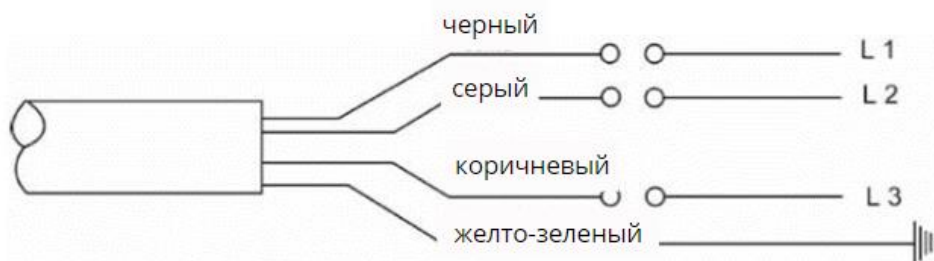 черный L 1
серый L 2
коричневый L 3
желто-зеленый